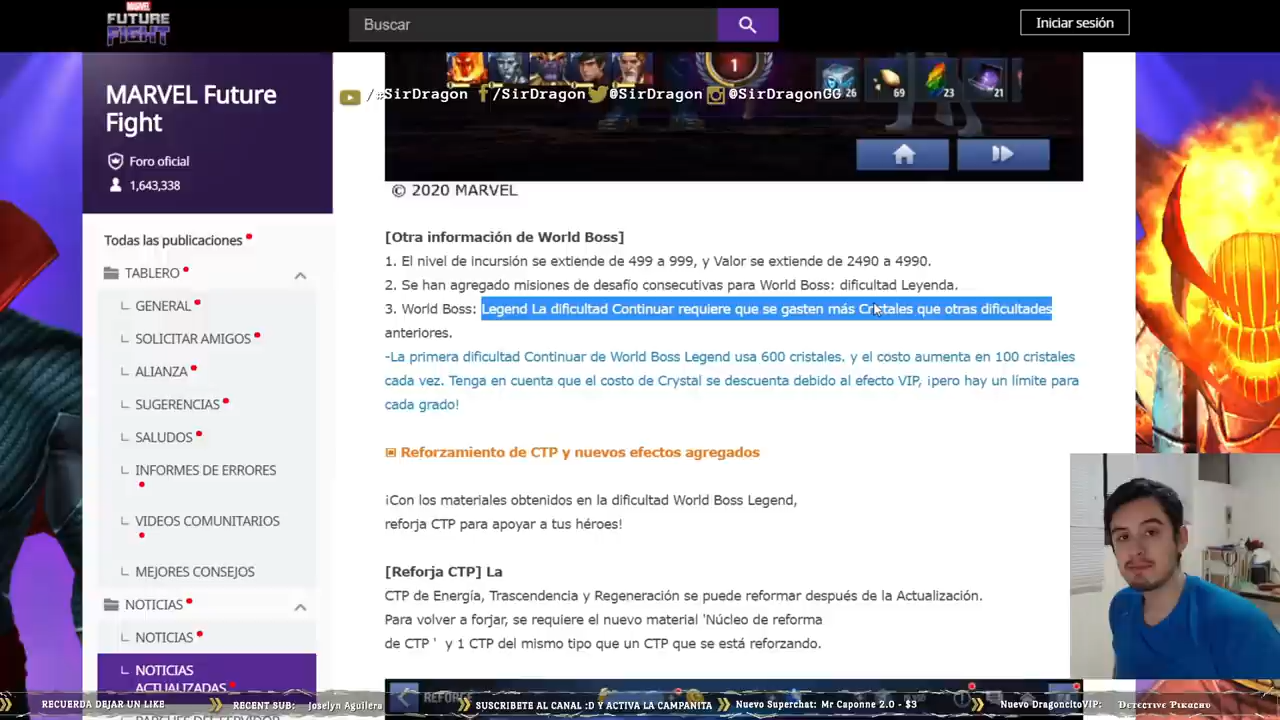 MARVEL
FUTURE
FIGHT
Buscar
Iniciar sesión
MARVEL Future
Fight
Foro oficial
1,643,338
Todas las publicaciones
TABLERO
GENERAL
SOLICITAR AMIGOS
ALIANZA
SUGERENCIAS
SALUDOS
INFORMES DE ERRORES
VIDEOS COMUNITARIOS
MEJORES CONSEJOS
NOTICIAS
NOTICIAS
NOTICIAS
ACTUALIZADAS
1
26
69
23
21
/#SirDragon /SirDragon @SirDragon @SirDragonGG
© 2020 MARVEL
[Otra información de World Boss]
1. El nivel de incursión se extiende de 499 a 999, y Valor se extiende de 2490 a 4990.
2. Se han agregado misiones de desafío consecutivas para World Boss: dificultad Leyenda.
3. World Boss: Legend La dificultad Continuar requiere que se gasten más Cristales que otras dificultades
anteriores.
-La primera dificultad Continuar de World Boss Legend usa 600 cristales. y el costo aumenta en 100 cristales
cada vez. Tenga en cuenta que el costo de Crystal se descuenta debido al efecto VIP, ¡pero hay un límite para
cada grado!
▣ Reforzamiento de CTP y nuevos efectos agregados
¡Con los materiales obtenidos en la dificultad World Boss Legend,
reforja CTP para apoyar a tus héroes!
[Reforja CTP] La
CTP de Energía, Trascendencia y Regeneración se puede reformar después de la Actualización.
Para volver a forjar, se requiere el nuevo material 'Núcleo de reforma
de CTP ' y 1 CTP del mismo tipo que un CTP que se está reforzando.
REFORGE
RECUERDA DEJAR UN LIKE
RECENT SUB: Joselyn Aguilera
SUSCRIBETE AL CANAL :D Y ACTIVA LA CAMPANITA
Nuevo Superchat: Mr Caponne 2.0 - $3
Nuevo DragoncitoVIP: Detective Pikachu